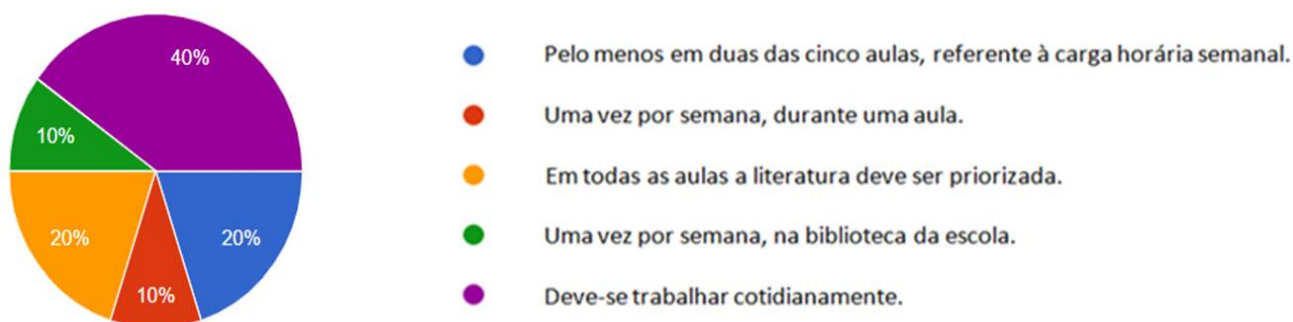 40%
10%
20%
20%
10%
Pelo menos em duas das cinco aulas, referente à carga horária semanal.
Uma vez por semana, durante uma aula.
Em todas as aulas a literatura deve ser priorizada.
Uma vez por semana, na biblioteca da escola.
Deve-se trabalhar cotidianamente.